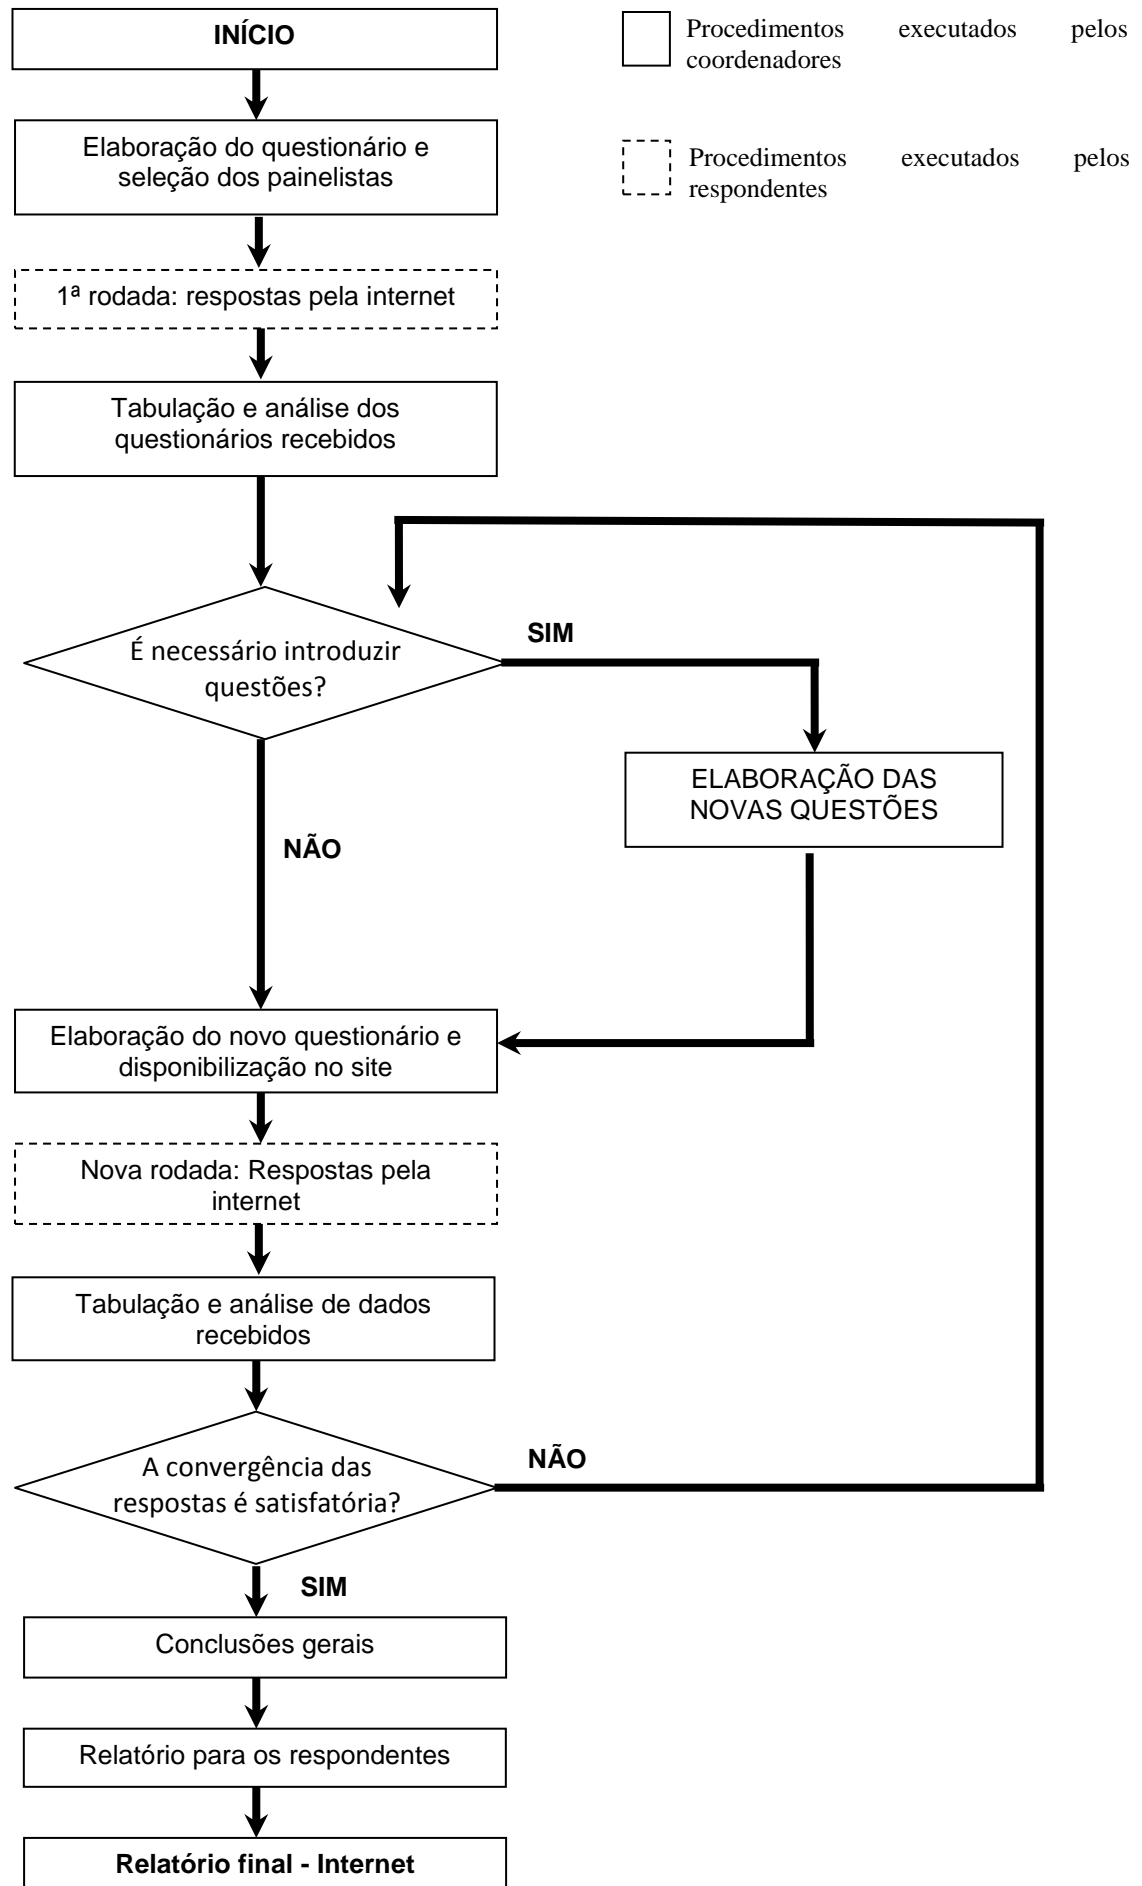 INÍCIO
Procedimentos executados pelos
coordenadores
Elaboração do questionário e
seleção dos painelistas
Procedimentos executados pelos
respondentes
1ª rodada: respostas pela internet
Tabulação e análise dos
questionários recebidos
É necessário introduzir
questões?
SIM
ELABORAÇÃO DAS
NOVAS QUESTÕES
NÃO
Elaboração do novo questionário e
disponibilização no site
Nova rodada: Respostas pela
internet
Tabulação e análise de dados
recebidos
A convergência das
respostas é satisfatória?
NÃO
SIM
Conclusões gerais
Relatório para os respondentes
Relatório final - Internet